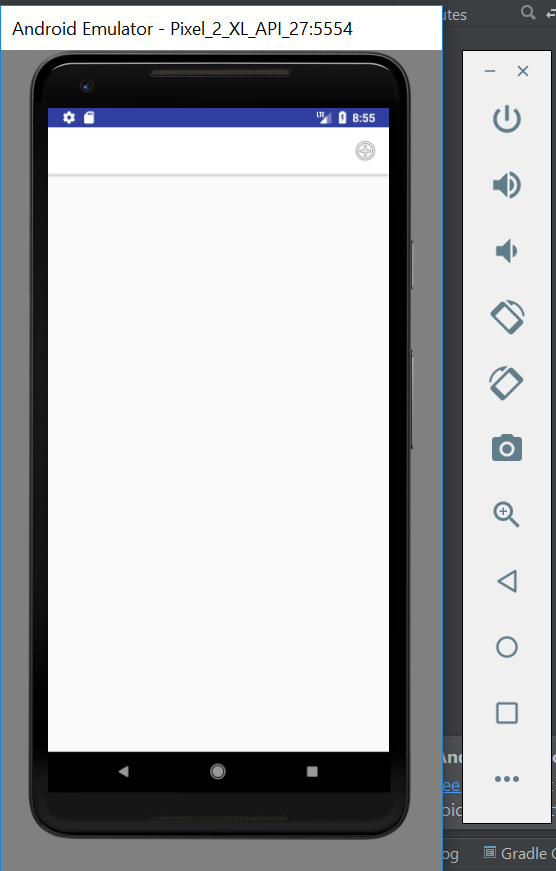 Android Emulator - Pixel_2_XL_API_27:5554
utes
LTE
8:55
ee
og
Gradle